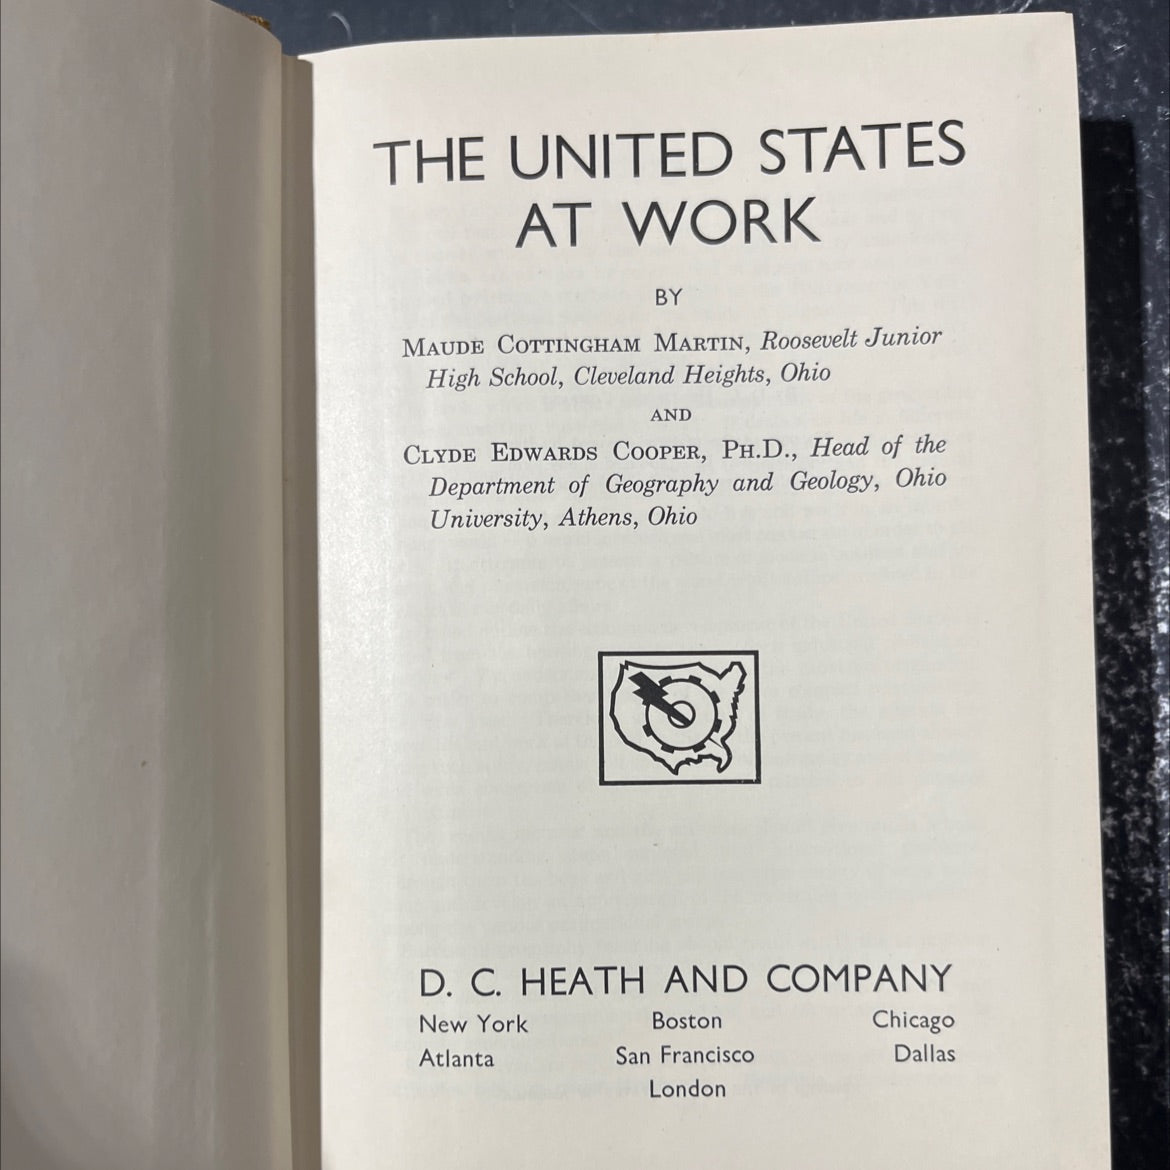 THE UNITED STATES
AT WORK
BY
MAUDE COTTINGHAM MARTIN, Roosevelt Junior
High School, Cleveland Heights, Ohio
AND
CLYDE EDWARDS COOPER, PH.D., Head of the
Department of Geography and Geology, Ohio
University, Athens, Ohio
D. C. HEATH AND COMPANY
New York Boston Chicago
Atlanta San Francisco Dallas
London